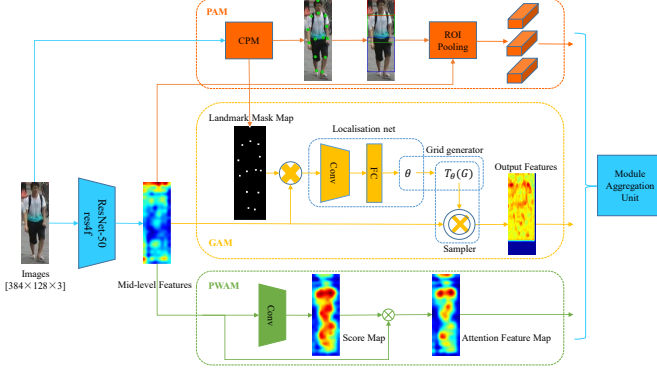 PAM
CPM
ROI
Pooling
Landmark Mask Map
Localisation net
Grid generator
Conv
FC
θ
T_θ(G)
Output Features
Sampler
GAM
Module
Aggregation
Unit
ResNet-50
res4f
Images
[384×128×3]
Mid-level Features
PWAM
Conv
Score Map
Attention Feature Map